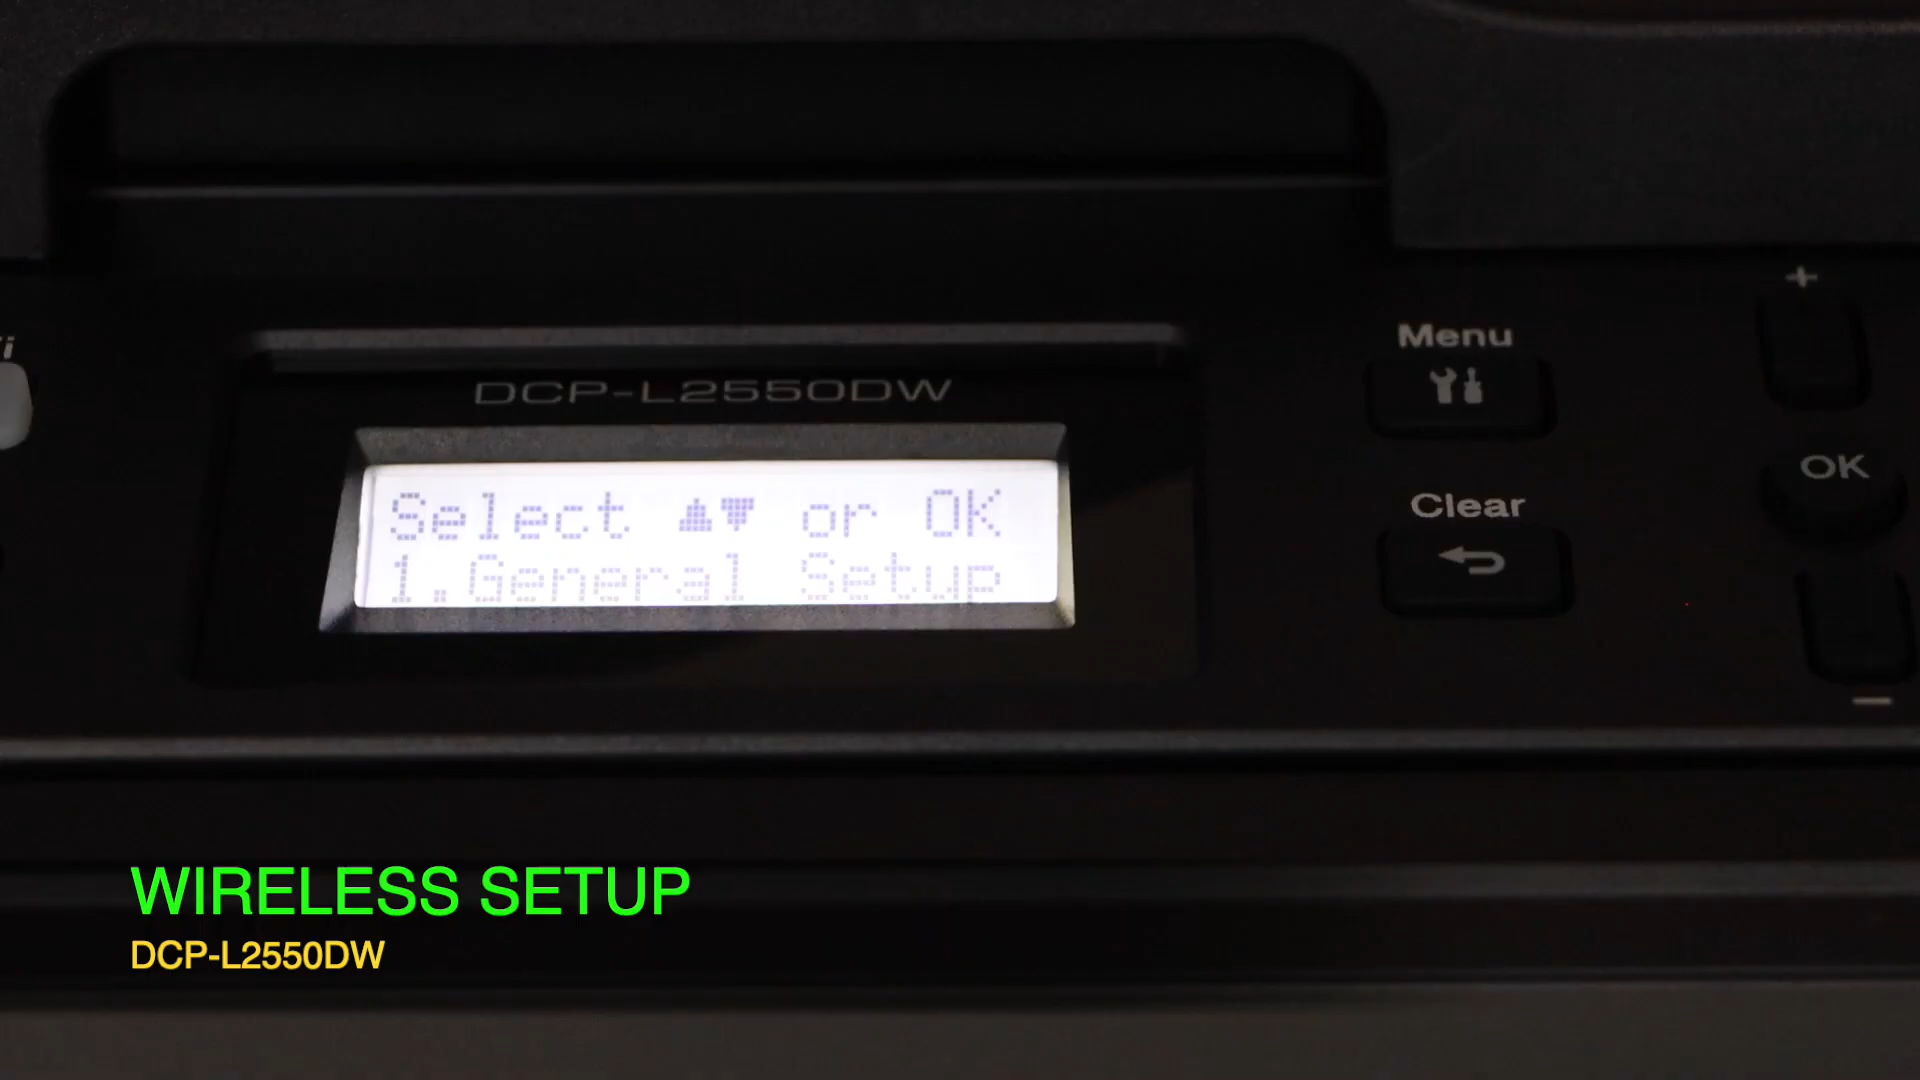 +
Menu
DCP-L2550DW
OK
Clear
Select ▲▼ or OK
1.General Setup
−
WIRELESS SETUP
DCP-L2550DW